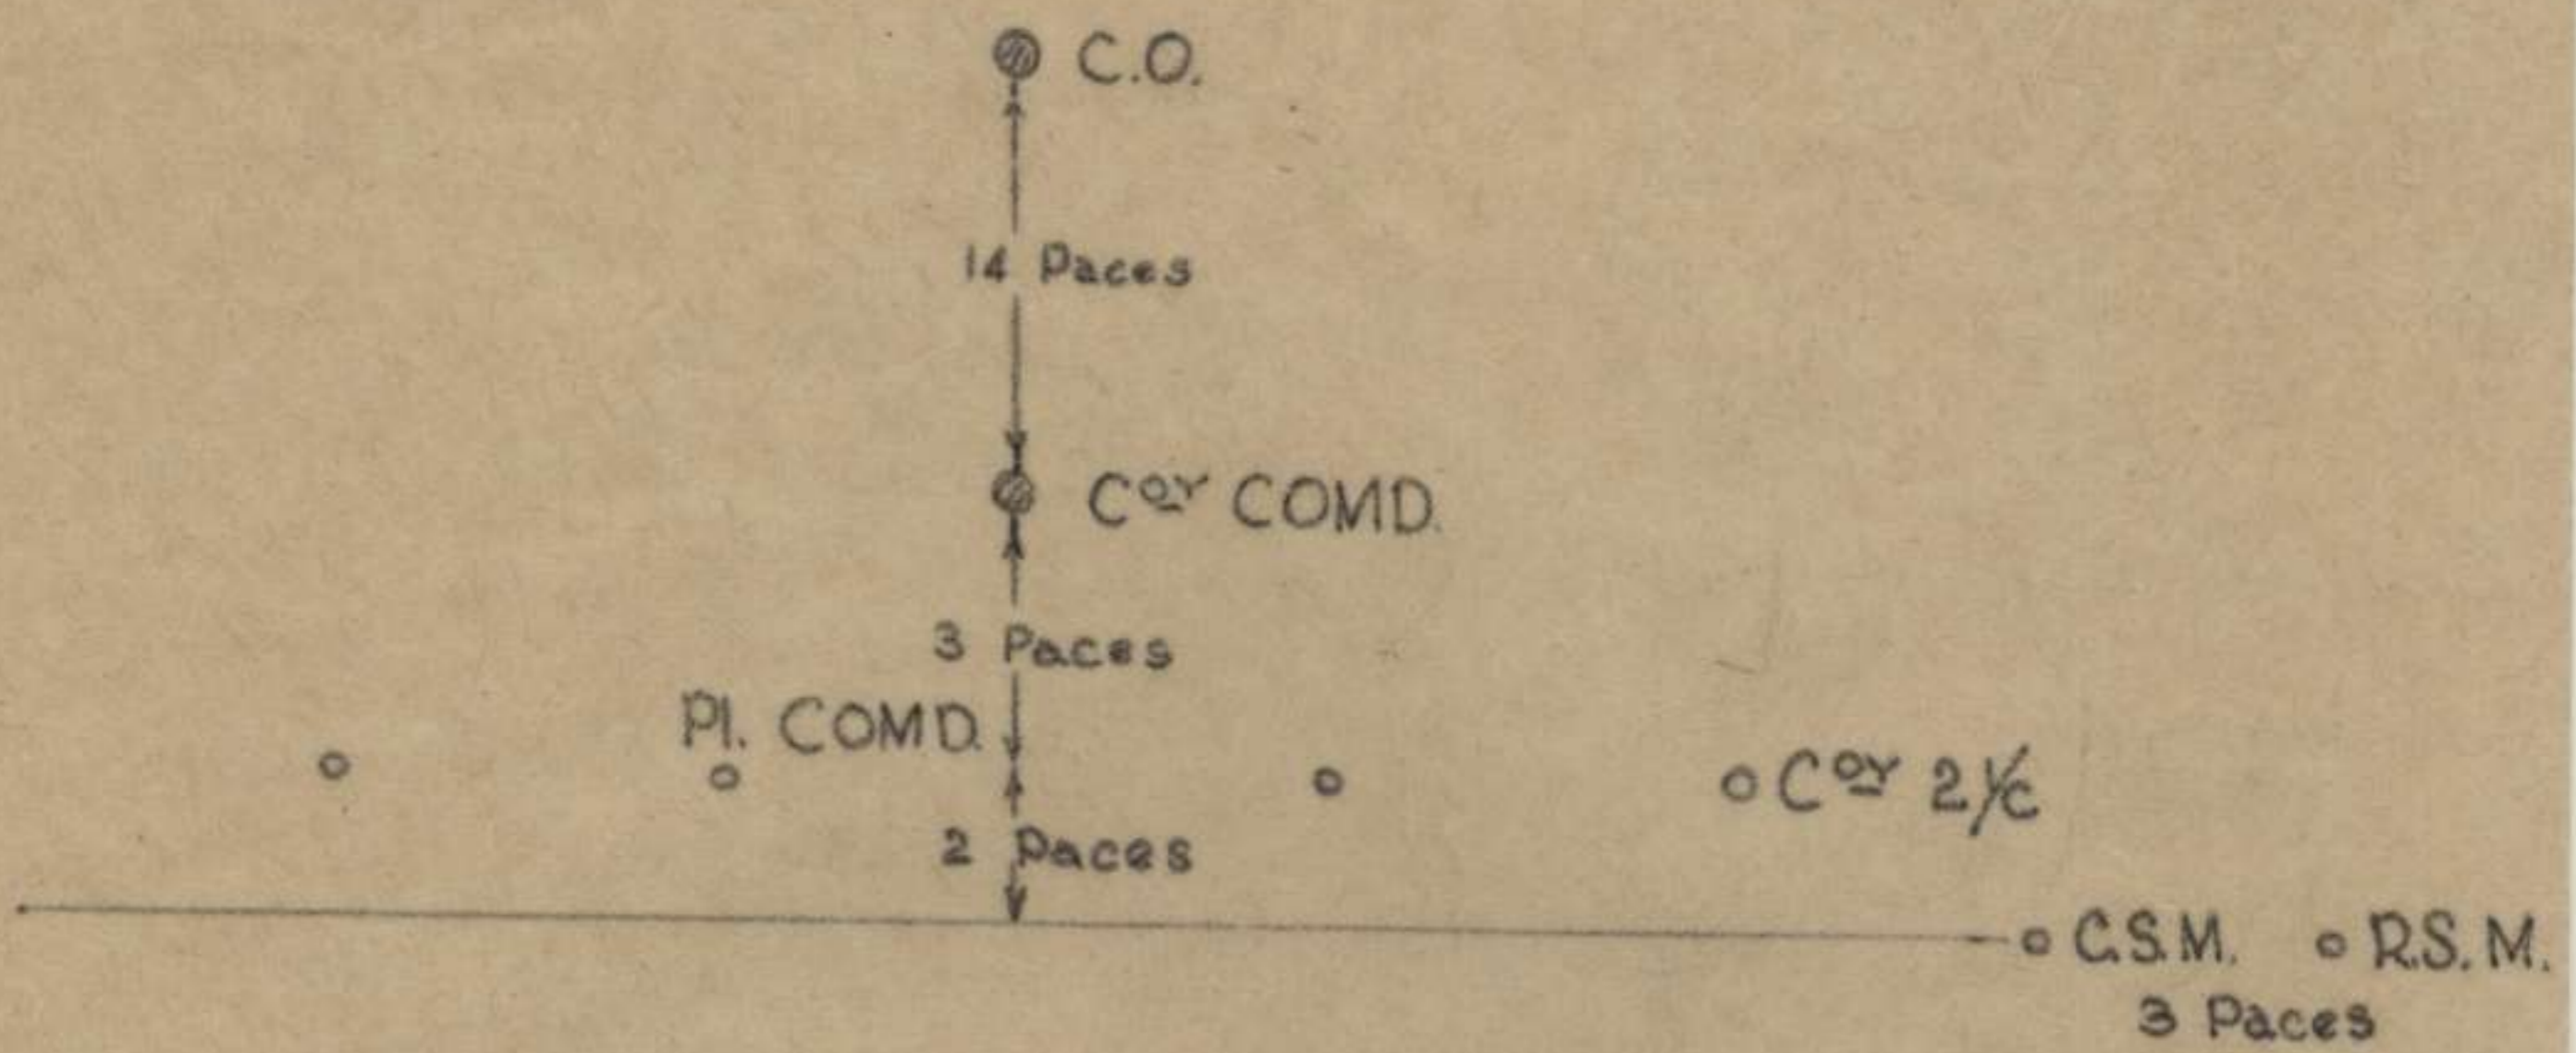 C.O.
14 Paces
Coy COMD.
3 Paces
Pl. COMD.
Coy 2 I/c
2 Paces
C.S.M. R.S.M.
3 Paces